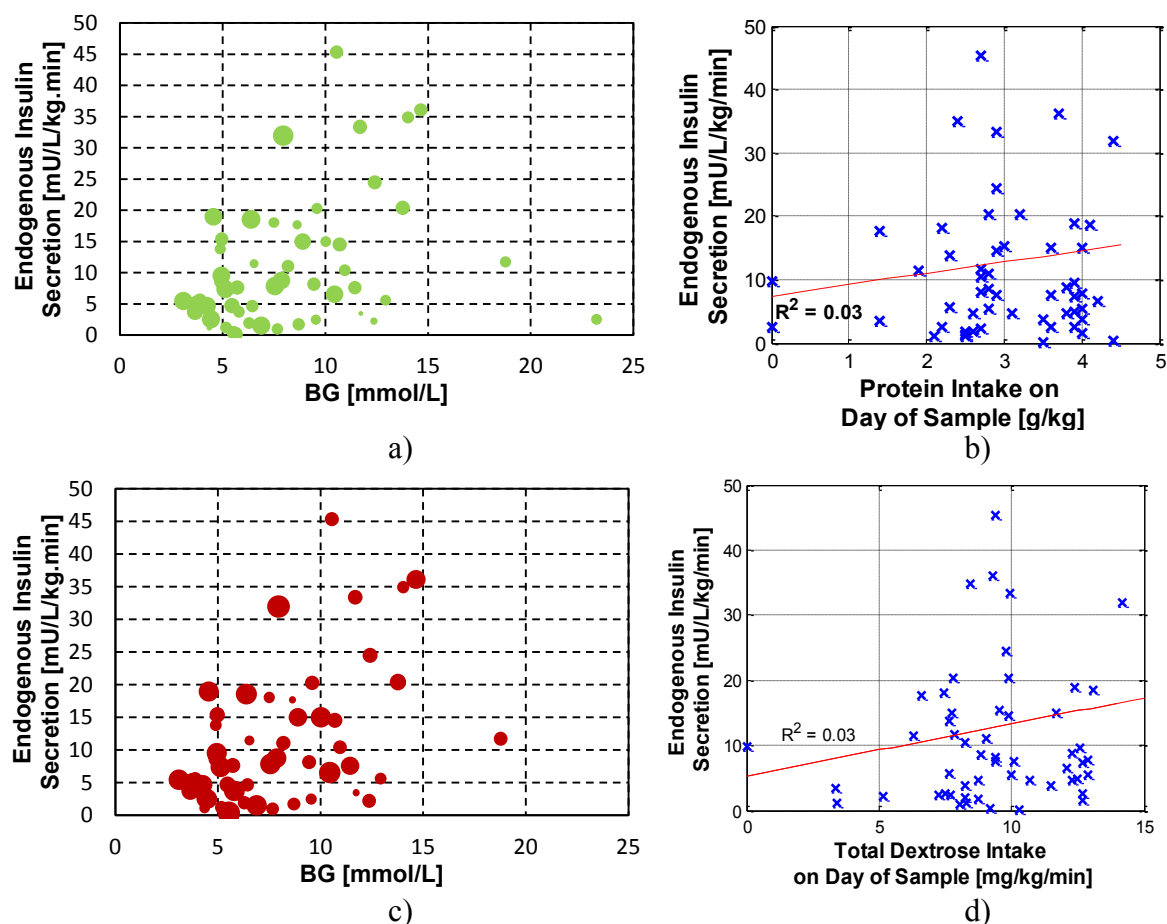 Endogenous Insulin
Secretion [mU/L/kg.min]
50
45
40
35
30
25
20
15
10
5
0
0 5 10 15 20 25
BG [mmol/L]
a)
Endogenous Insulin
Secretion [mU/L/kg/min]
50
40
30
20
10
0
R² = 0.03
0 1 2 3 4 5
Protein Intake on
Day of Sample [g/kg]
b)
Endogenous Insulin
Secretion [mU/L/kg.min]
50
45
40
35
30
25
20
15
10
5
0
0 5 10 15 20 25
BG [mmol/L]
c)
Endogenous Insulin
Secretion [mU/L/kg/min]
50
40
30
20
10
0
R² = 0.03
0 5 10 15
Total Dextrose Intake
on Day of Sample [mg/kg/min]
d)